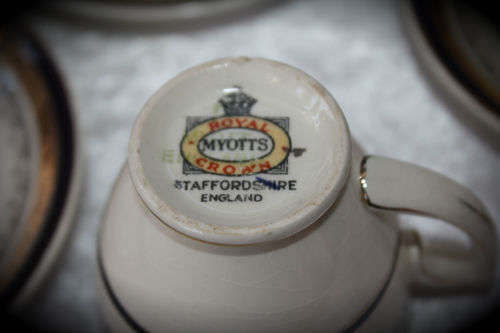 ROYAL
MYOTTS
CROWN
STAFFORDSHIRE
ENGLAND